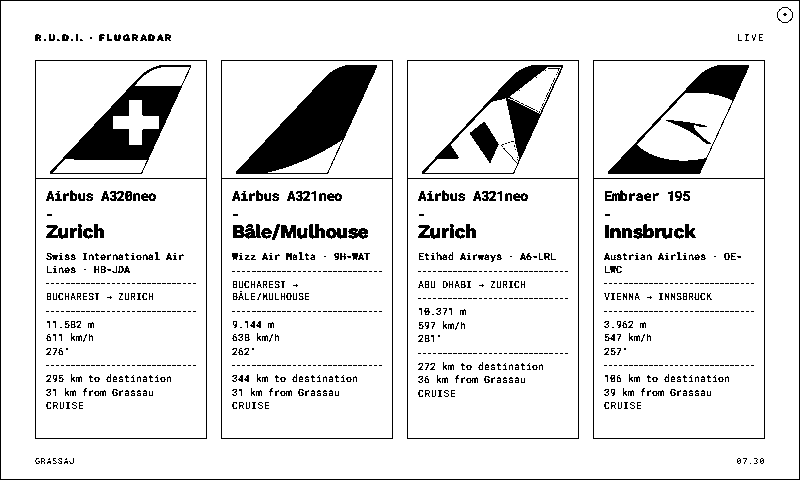 R.U.D.I. · FLUGRADAR
LIVE
Airbus A320neo
-
Zurich
Swiss International Air
Lines · HB-JDA
BUCHAREST → ZURICH
11.582 m
611 km/h
276°
295 km to destination
31 km from Grassau
CRUISE
Airbus A321neo
-
Bâle/Mulhouse
Wizz Air Malta · 9H-WAT
BUCHAREST →
BÂLE/MULHOUSE
9.144 m
638 km/h
262°
344 km to destination
31 km from Grassau
CRUISE
Airbus A321neo
-
Zurich
Etihad Airways · A6-LRL
ABU DHABI → ZURICH
10.371 m
597 km/h
281°
272 km to destination
36 km from Grassau
CRUISE
Embraer 195
-
Innsbruck
Austrian Airlines · OE-
LWC
VIENNA → INNSBRUCK
3.962 m
547 km/h
257°
106 km to destination
39 km from Grassau
CRUISE
GRASSAU
07.30